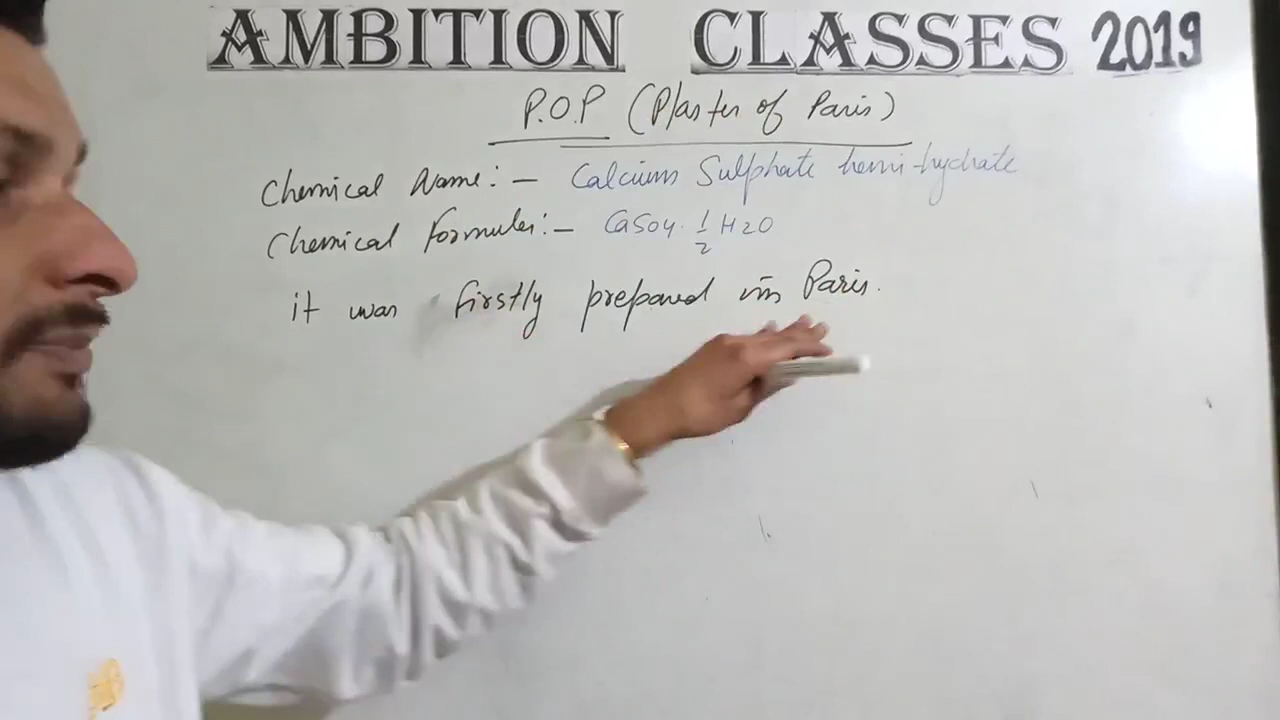 AMBITION CLASSES 2019
P.O.P (Plaster of Paris)
Chemical Name:- Calcium Sulphate hemi-hydrate
Chemical Formula:- CaSO4. 1/2 H2O
it was firstly prepared in Paris.